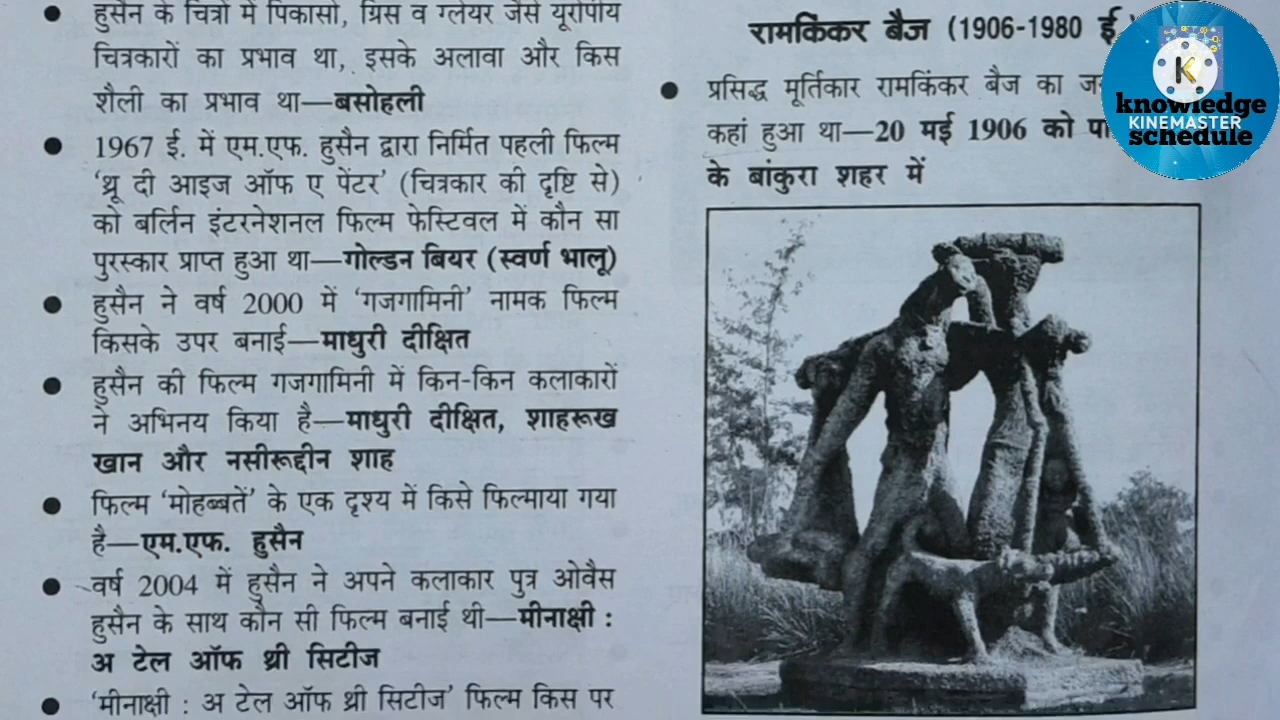 हुसैन के चित्रों में पिकासो, ग्रिस व ग्लेयर जैसे यूरोपीय
चित्रकारों का प्रभाव था, इसके अलावा और किस
शैली का प्रभाव था—बसोहली
1967 ई. में एम.एफ. हुसैन द्वारा निर्मित पहली फिल्म
'थ्रू दी आइज ऑफ ए पेंटर' (चित्रकार की दृष्टि से)
को बर्लिन इंटरनेशनल फिल्म फेस्टिवल में कौन सा
पुरस्कार प्राप्त हुआ था—गोल्डन बियर (स्वर्ण भालू)
हुसैन ने वर्ष 2000 में 'गजगामिनी' नामक फिल्म
किसके उपर बनाई—माधुरी दीक्षित
हुसैन की फिल्म गजगामिनी में किन-किन कलाकारों
ने अभिनय किया है—माधुरी दीक्षित, शाहरूख
खान और नसीरूद्दीन शाह
फिल्म 'मोहब्बतें' के एक दृश्य में किसे फिल्माया गया
है—एम.एफ. हुसैन
वर्ष 2004 में हुसैन ने अपने कलाकार पुत्र ओवैस
हुसैन के साथ कौन सी फिल्म बनाई थी—मीनाक्षी :
अ टेल ऑफ थ्री सिटीज
'मीनाक्षी : अ टेल ऑफ थ्री सिटीज' फिल्म किस पर
रामकिंकर बैज (1906-1980 ई.
प्रसिद्ध मूर्तिकार रामकिंकर बैज का
कहां हुआ था—20 मई 1906 को
के बांकुरा शहर में
K
knowledge
KINEMASTER
schedule